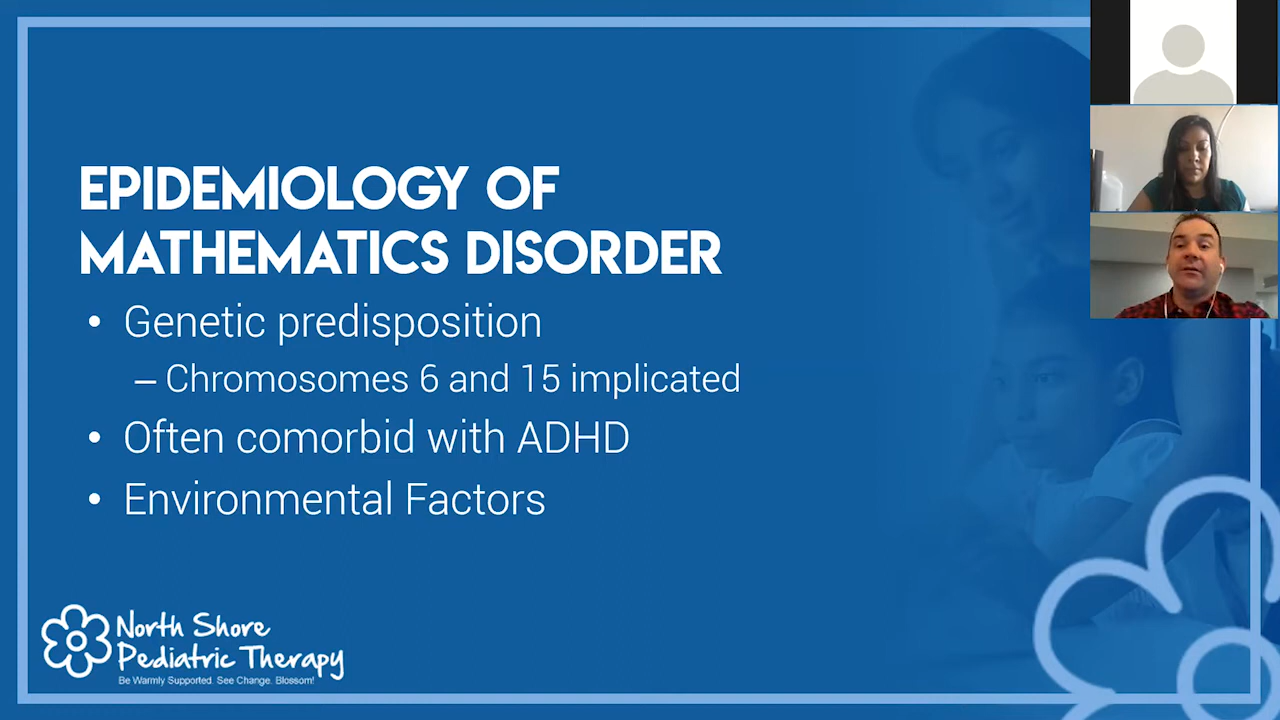 EPIDEMIOLOGY OF
MATHEMATICS DISORDER
• Genetic predisposition
– Chromosomes 6 and 15 implicated
• Often comorbid with ADHD
• Environmental Factors
North Shore
Pediatric Therapy
Be Warmly Supported. See Change. Blossom!